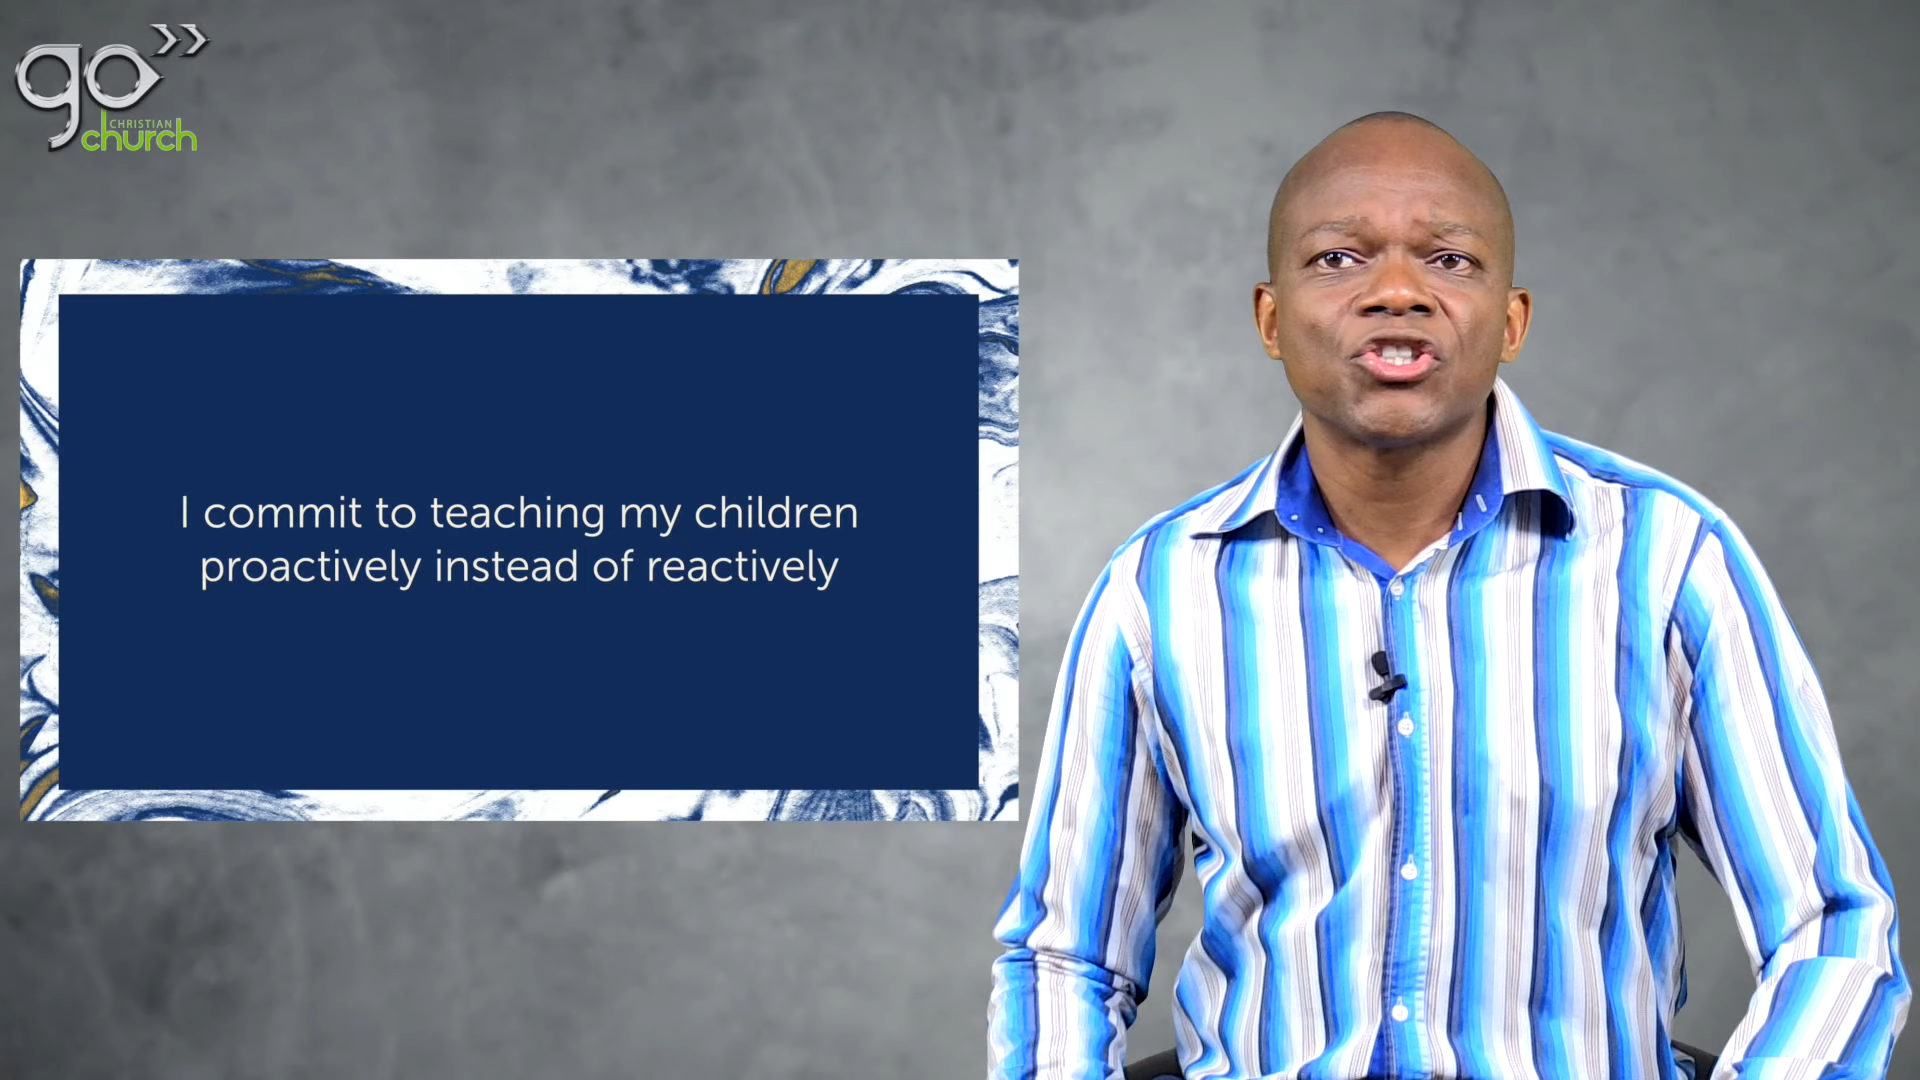 go
CHRISTIAN
church
I commit to teaching my children
proactively instead of reactively